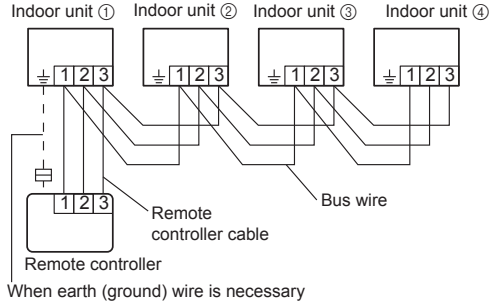 Indoor unit ① Indoor unit ② Indoor unit ③ Indoor unit ④
1 2 3 1 2 3 1 2 3 1 2 3
1 2 3
Bus wire
Remote
controller cable
Remote controller
When earth (ground) wire is necessary